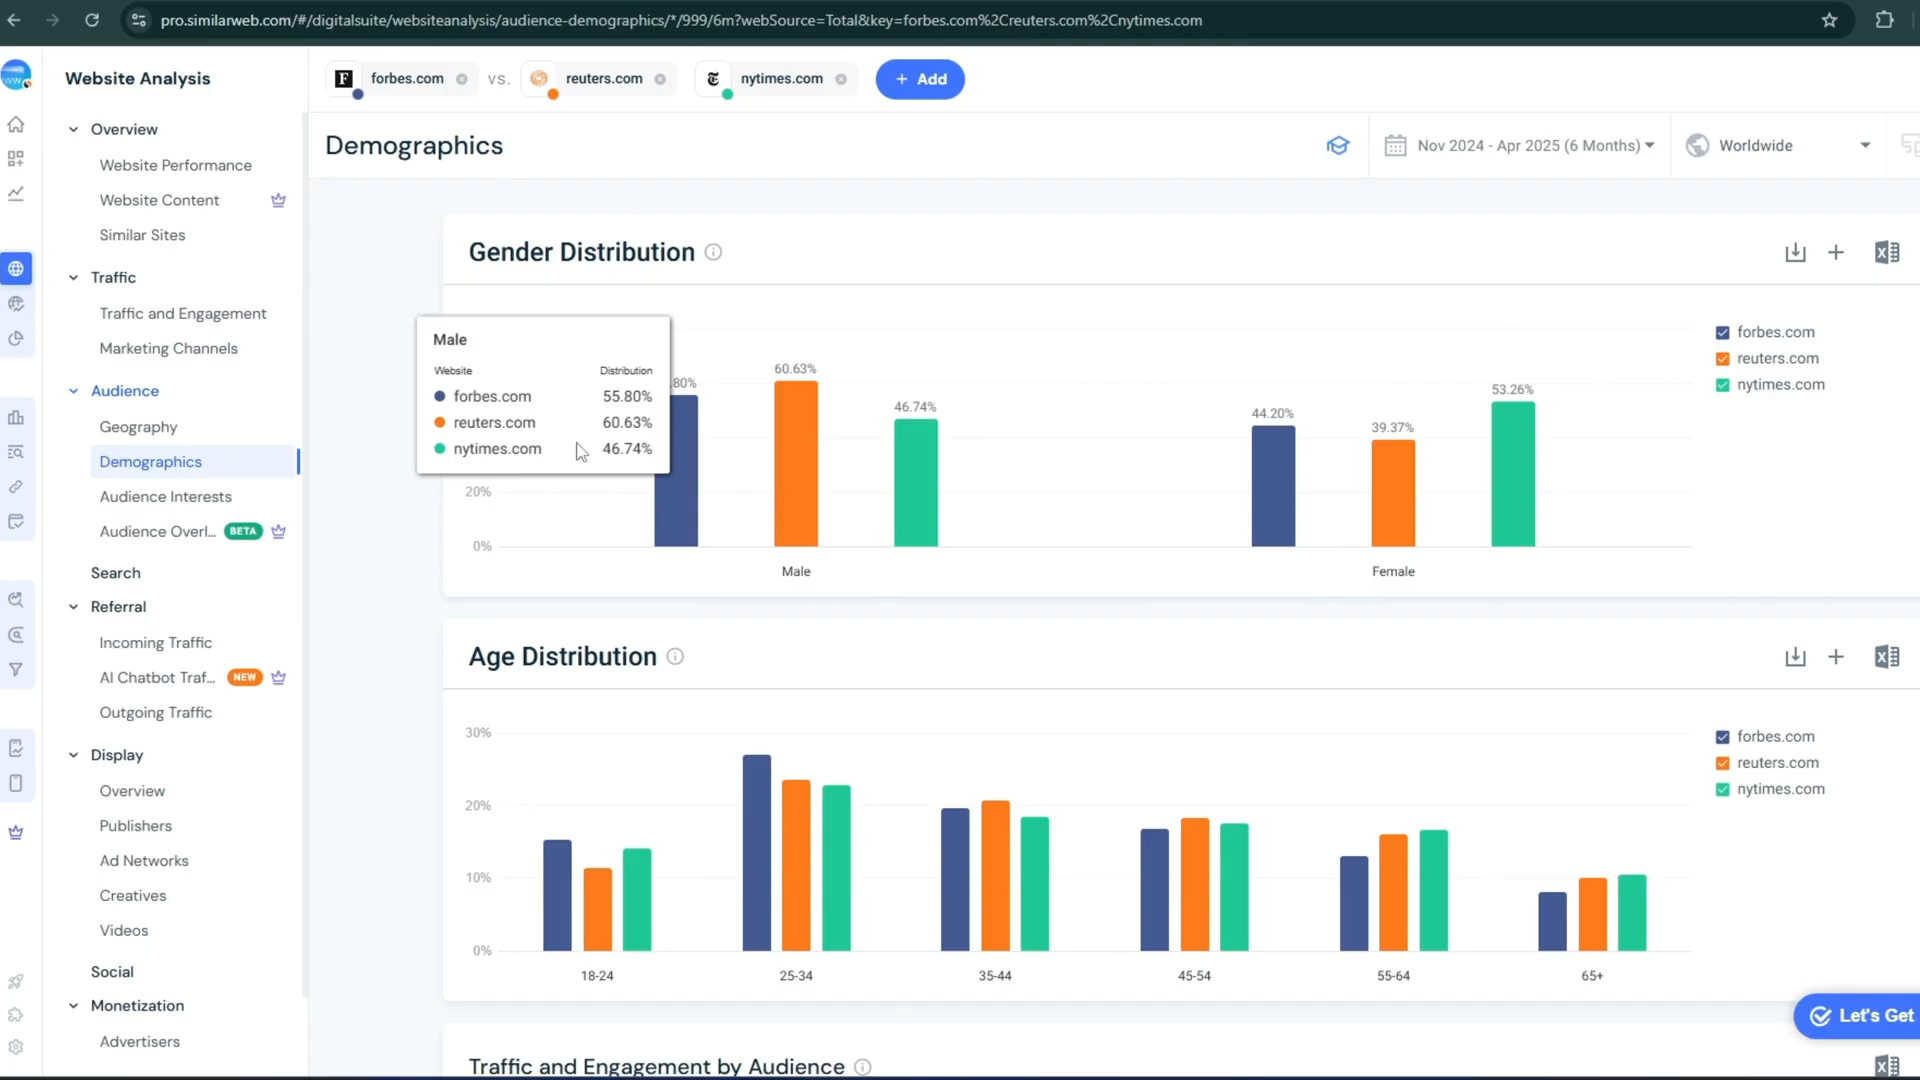 pro.similarweb.com/#/digitalsuite/websiteanalysis/audience-demographics/*/999/6m?webSource=Total&key=forbes.com%2Creuters.com%2Cnytimes.com
Website Analysis
F forbes.com vs. reuters.com nytimes.com + Add
Demographics
Nov 2024 - Apr 2025 (6 Months)
Worldwide
Overview
Website Performance
Website Content
Similar Sites
Traffic
Traffic and Engagement
Marketing Channels
Audience
Geography
Demographics
Audience Interests
Audience Overl... BETA
Search
Referral
Incoming Traffic
AI Chatbot Traf... NEW
Outgoing Traffic
Display
Overview
Publishers
Ad Networks
Creatives
Videos
Social
Monetization
Advertisers
Gender Distribution
Male
Website Distribution
forbes.com 55.80%
reuters.com 60.63%
nytimes.com 46.74%
.80%
60.63%
46.74%
44.20%
39.37%
53.26%
20%
0%
Male
Female
forbes.com
reuters.com
nytimes.com
Age Distribution
30%
20%
10%
0%
18-24
25-34
35-44
45-54
55-64
65+
forbes.com
reuters.com
nytimes.com
Let's Get
Traffic and Engagement by Audience